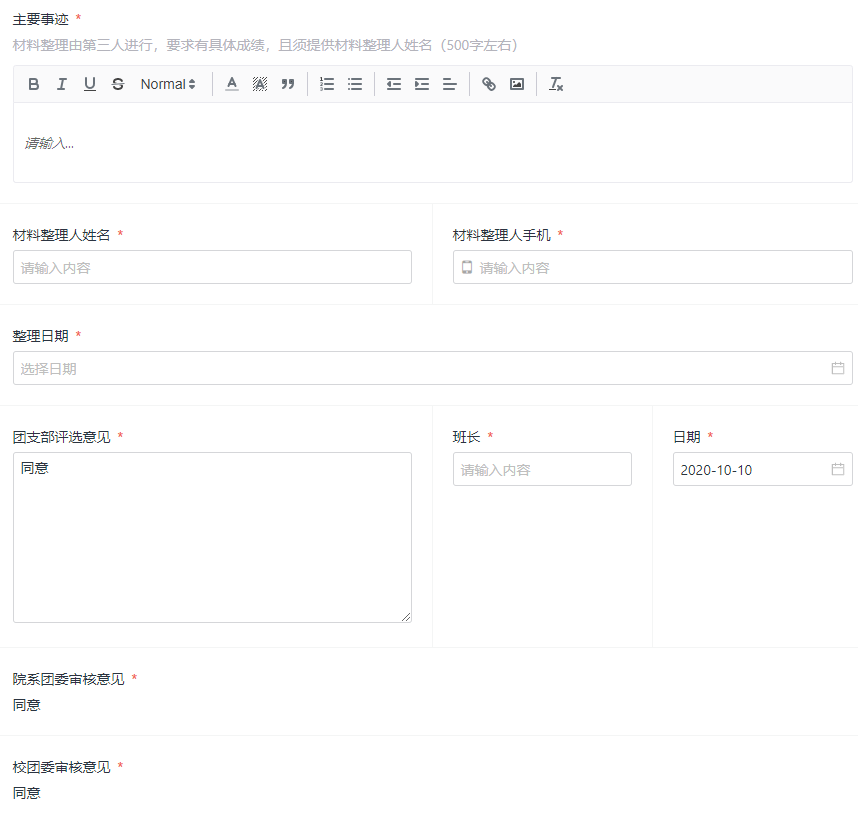 主要事迹 *
材料整理由第三人进行，要求有具体成绩，且须提供材料整理人姓名（500字左右）
B I U S Normal A A
请输入...
材料整理人姓名 * 材料整理人手机 *
请输入内容 请输入内容
整理日期 *
选择日期
团支部评选意见 * 班长 * 日期 *
同意 请输入内容 2020-10-10
院系团委审核意见 *
同意
校团委审核意见 *
同意